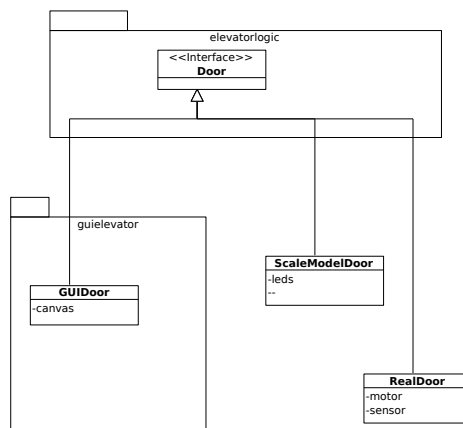 elevatorlogic
<<Interface>>
Door
guielevator
ScaleModelDoor
-leds
--
GUIDoor
-canvas
RealDoor
-motor
-sensor